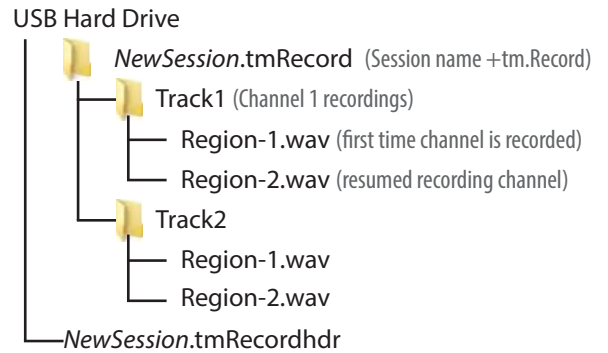 USB Hard Drive
NewSession.tmRecord (Session name +tm.Record)
Track1 (Channel 1 recordings)
Region-1.wav (first time channel is recorded)
Region-2.wav (resumed recording channel)
Track2
Region-1.wav
Region-2.wav
NewSession.tmRecordhdr